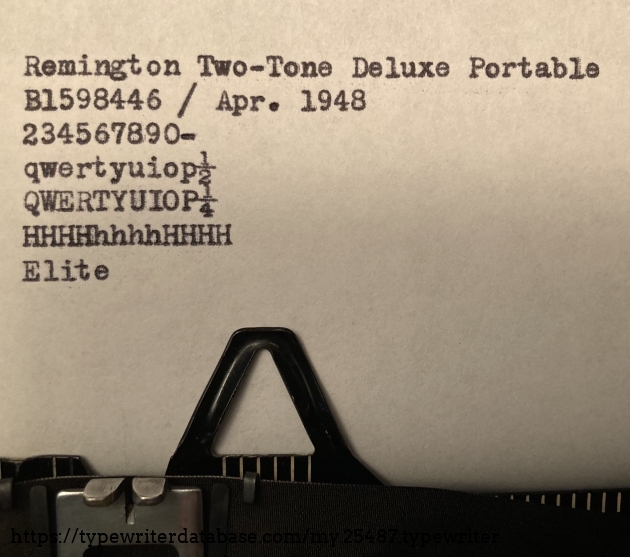 Remington Two-Tone Deluxe Portable
B1598446 / Apr. 1948
234567890-
qwertyuiop½
QWERTYUIOP¼
HHHHhhhhHHHH
Elite
https://typewriterdatabase.com/my.25487.typewriter